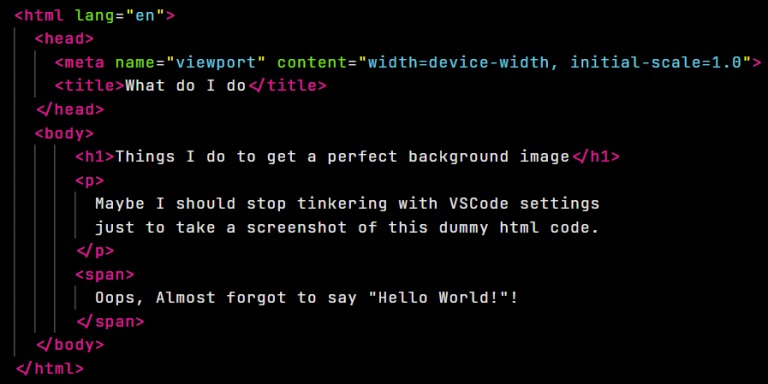 <html lang="en">
<head>
<meta name="viewport" content="width=device-width, initial-scale=1.0">
<title>What do I do</title>
</head>
<body>
<h1>Things I do to get a perfect background image</h1>
<p>
Maybe I should stop tinkering with VSCode settings
just to take a screenshot of this dummy html code.
</p>
<span>
Oops, Almost forgot to say "Hello World!"!
</span>
</body>
</html>